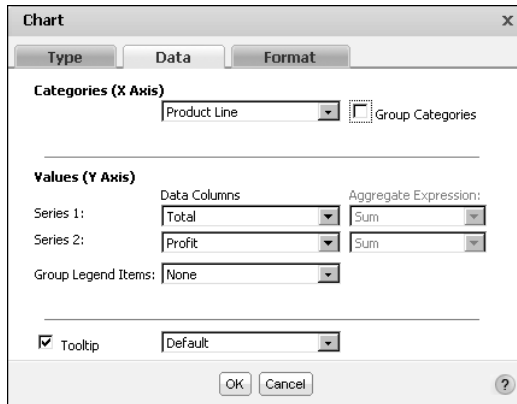 Chart x
Type Data Format
Categories (X Axis)
Product Line Group Categories
Values (Y Axis)
Data Columns Aggregate Expression:
Series 1: Total Sum
Series 2: Profit Sum
Group Legend Items: None
Tooltip Default
OK Cancel ?